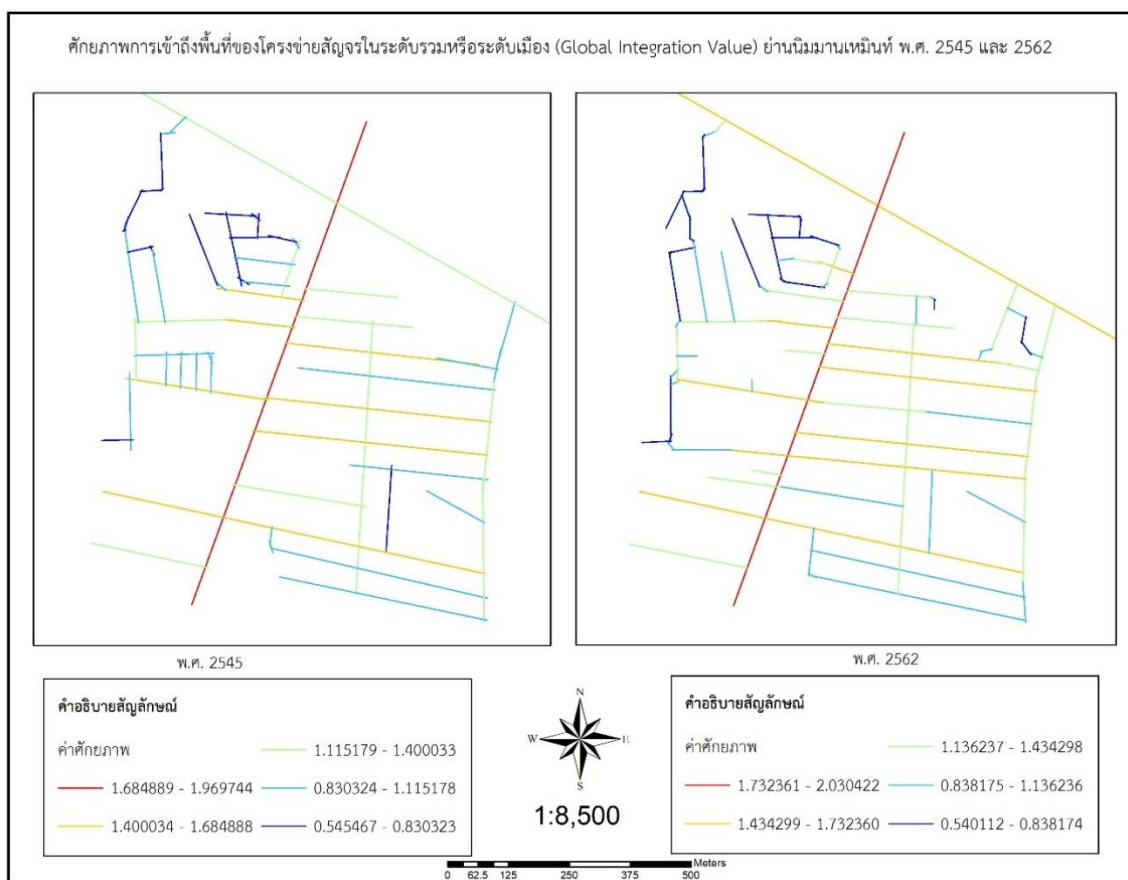 ศักยภาพการเข้าถึงพื้นที่ของโครงข่ายสัญจรในระดับรวมหรือระดับเมือง (Global Integration Value) ย่านนิมมานเหมินท์ พ.ศ. 2545 และ 2562
พ.ศ. 2545
พ.ศ. 2562
คำอธิบายสัญลักษณ์
ค่าศักยภาพ
1.115179 - 1.400033
1.684889 - 1.969744
0.830324 - 1.115178
1.400034 - 1.684888
0.545467 - 0.830323
N
W
E
S
1:8,500
Meters
0 62.5 125 250 375 500
คำอธิบายสัญลักษณ์
ค่าศักยภาพ
1.136237 - 1.434298
1.732361 - 2.030422
0.838175 - 1.136236
1.434299 - 1.732360
0.540112 - 0.838174